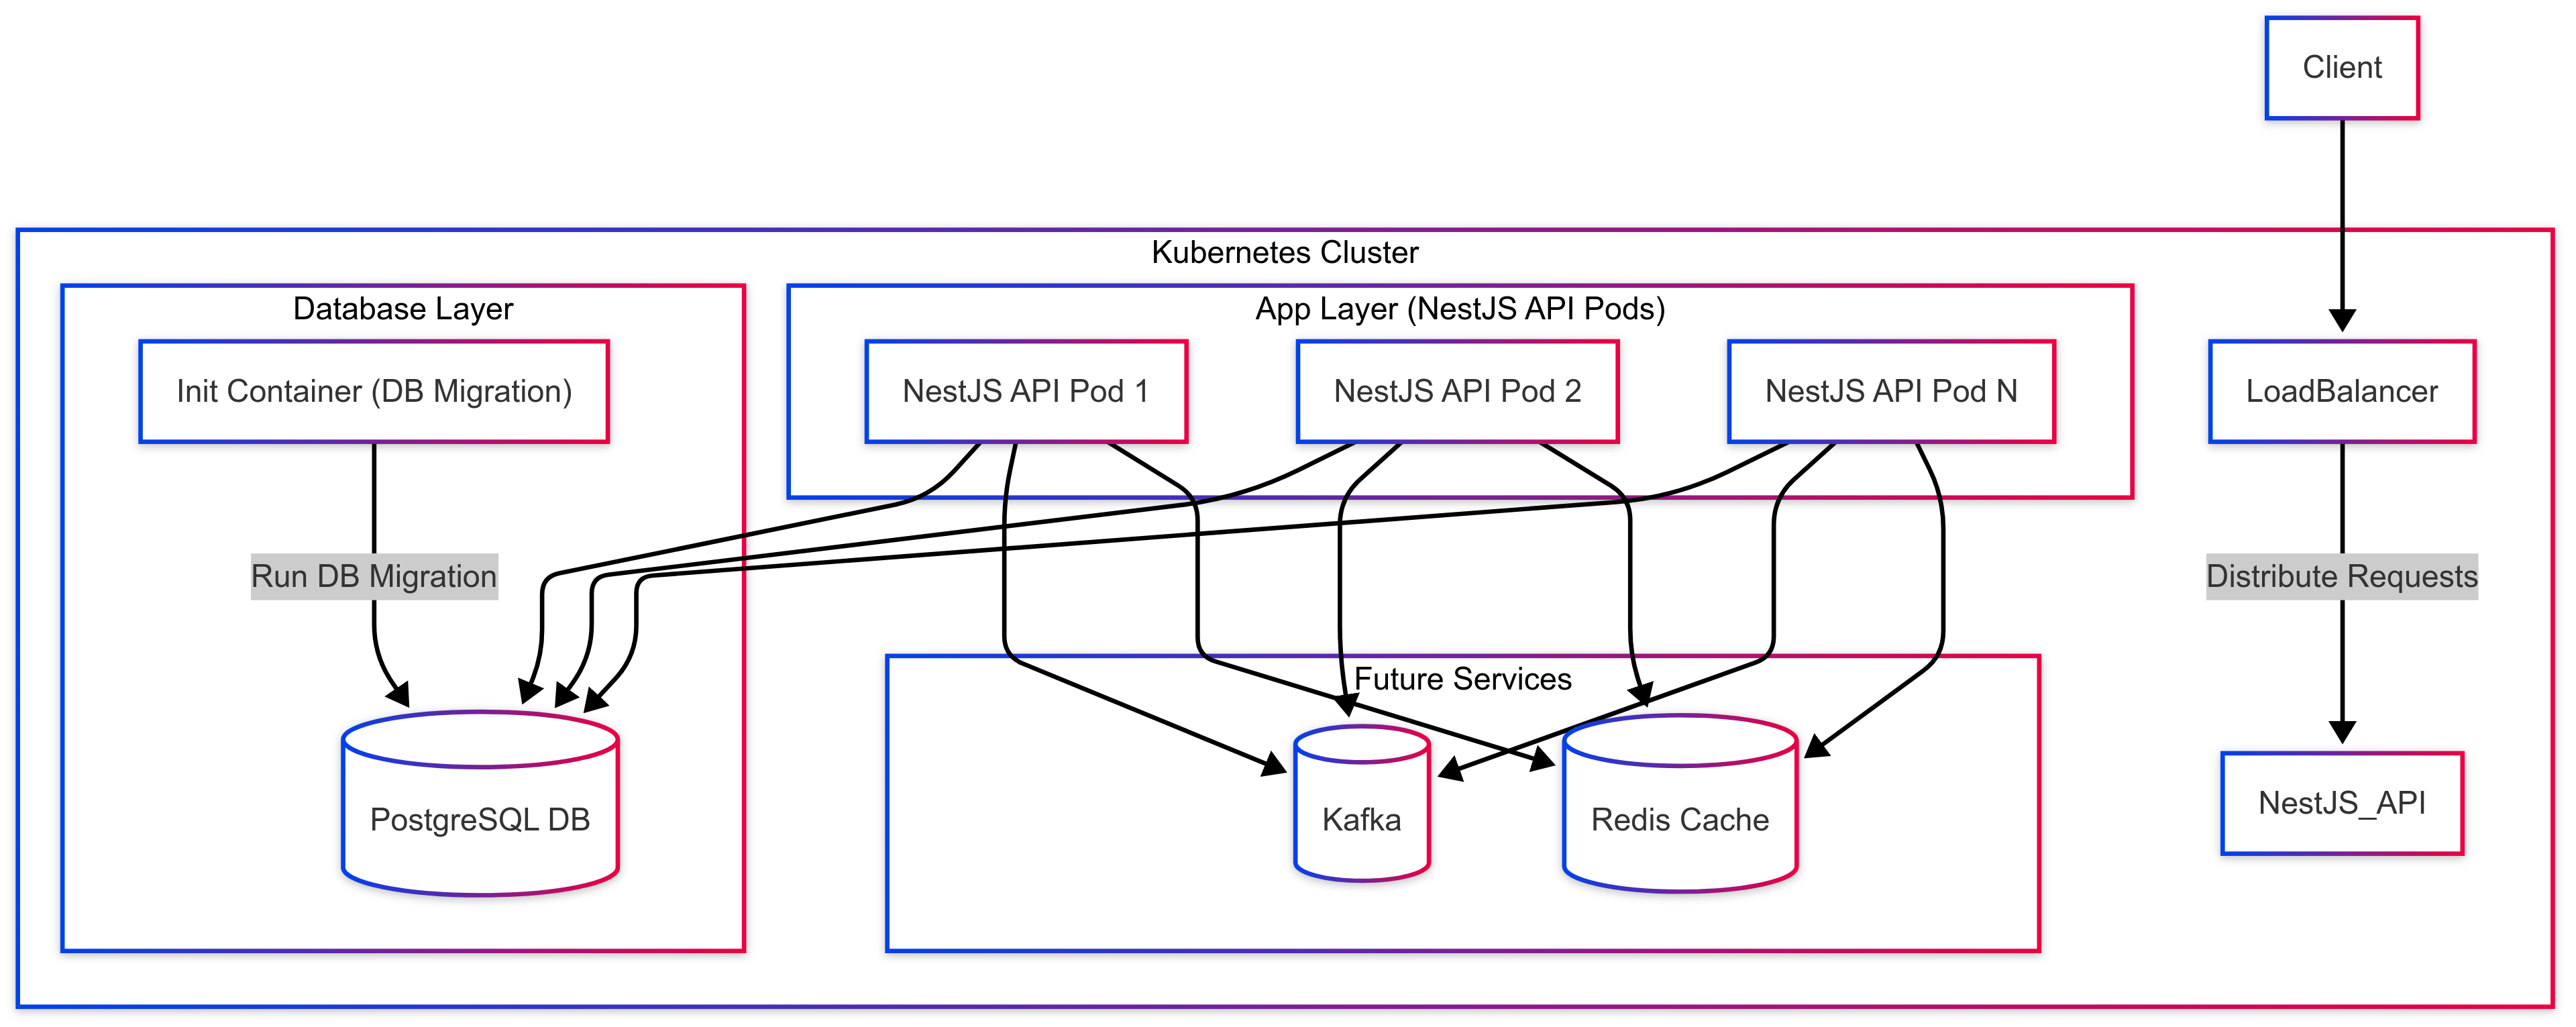 Client
Kubernetes Cluster
Database Layer
App Layer (NestJS API Pods)
Init Container (DB Migration)
NestJS API Pod 1
NestJS API Pod 2
NestJS API Pod N
LoadBalancer
Run DB Migration
Distribute Requests
Future Services
PostgreSQL DB
Kafka
Redis Cache
NestJS_API